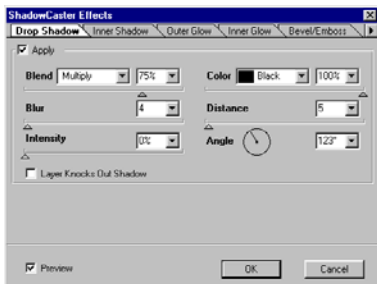 ShadowCaster Effects
Drop Shadow Inner Shadow Outer Glow Inner Glow Bevel/Emboss
Apply
Blend Multiply 75% Color Black 100%
Blur 4 Distance 5
Intensity 0% Angle 123°
Layer Knocks Out Shadow
Preview OK Cancel